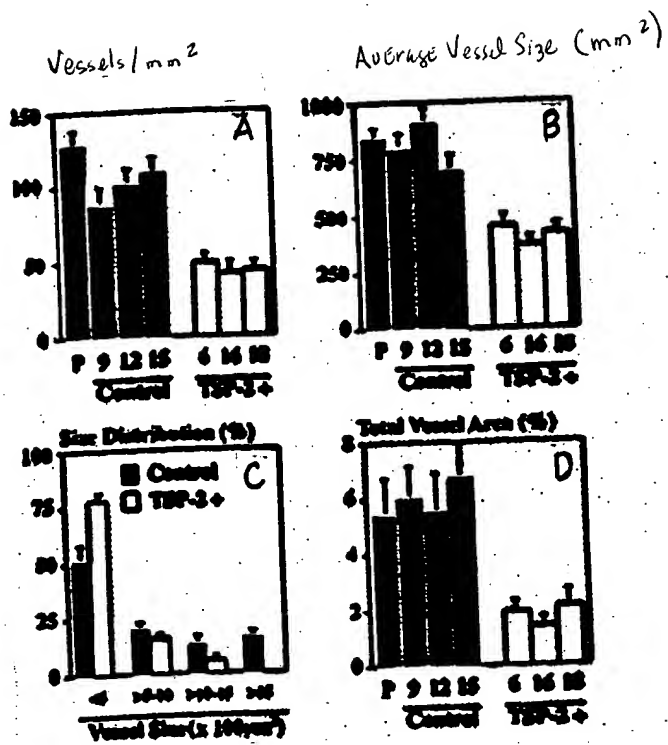 Vessels/mm²
Average Vessel Size (mm²)
150
A
100
50
0
P 9 12 15
6 16 18
Control
TSP-2+
1000
B
750
500
250
0
P 9 12 15
6 16 18
Control
TSP-2+
Size Distribution (%)
100
Control
C
75
TSP-2+
50
25
0
Vessel Size (x 100µm²)
Total Vessel Area (%)
8
D
6
4
2
0
P 9 12 15
6 16 18
Control
TSP-2+